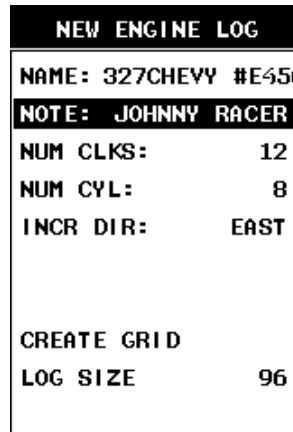 NEW ENGINE LOG
NAME: 327CHEVY #E45
NOTE: JOHNNY RACER
NUM CLKS: 12
NUM CYL: 8
INCR DIR: EAST
CREATE GRID
LOG SIZE 96